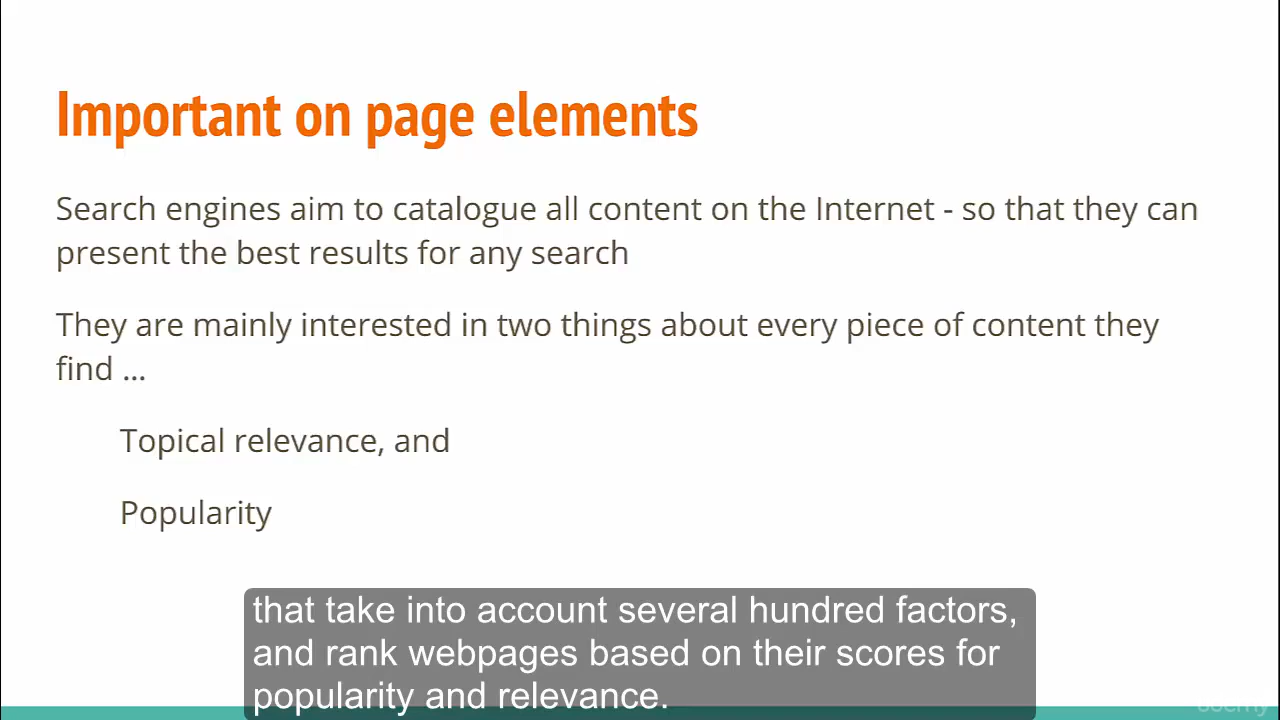 Important on page elements
Search engines aim to catalogue all content on the Internet - so that they can
present the best results for any search
They are mainly interested in two things about every piece of content they
find ...
Topical relevance, and
Popularity
that take into account several hundred factors,
and rank webpages based on their scores for
popularity and relevance.